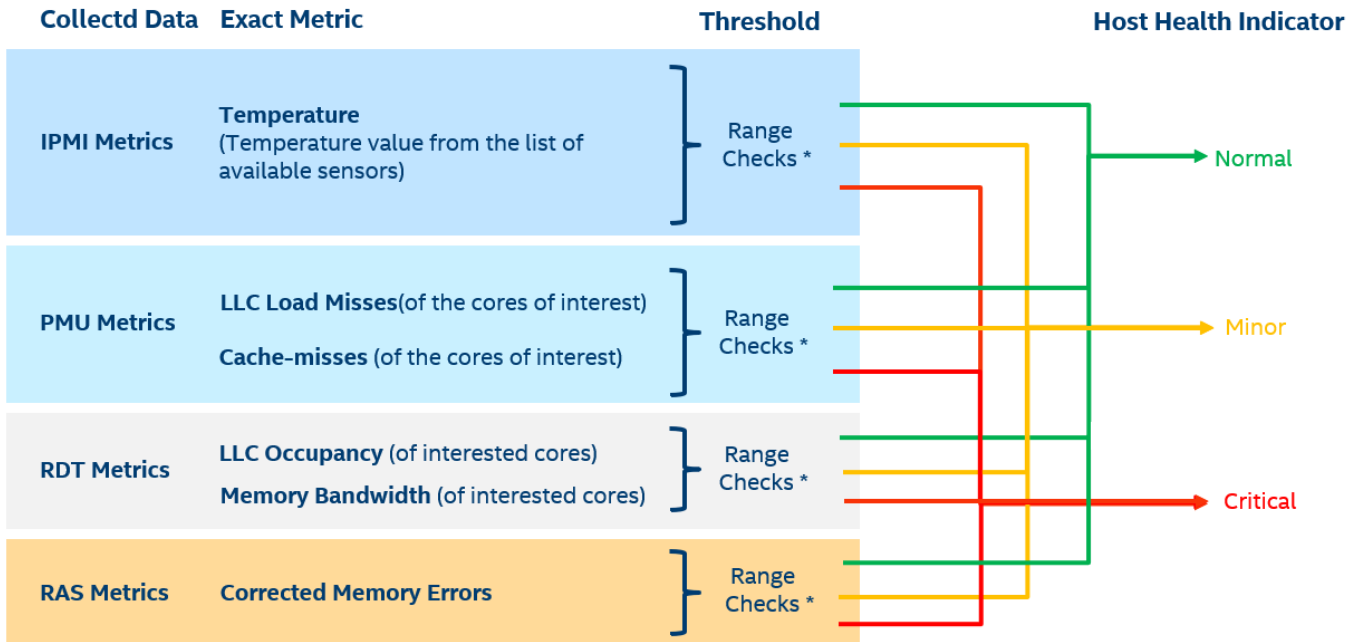 Collectd Data Exact Metric Threshold Host Health Indicator
IPMI Metrics
Temperature
(Temperature value from the list of
available sensors)
Range
Checks *
Normal
PMU Metrics
LLC Load Misses(of the cores of interest)
Cache-misses (of the cores of interest)
Range
Checks *
Minor
RDT Metrics
LLC Occupancy (of interested cores)
Memory Bandwidth (of interested cores)
Range
Checks *
Critical
RAS Metrics
Corrected Memory Errors
Range
Checks *